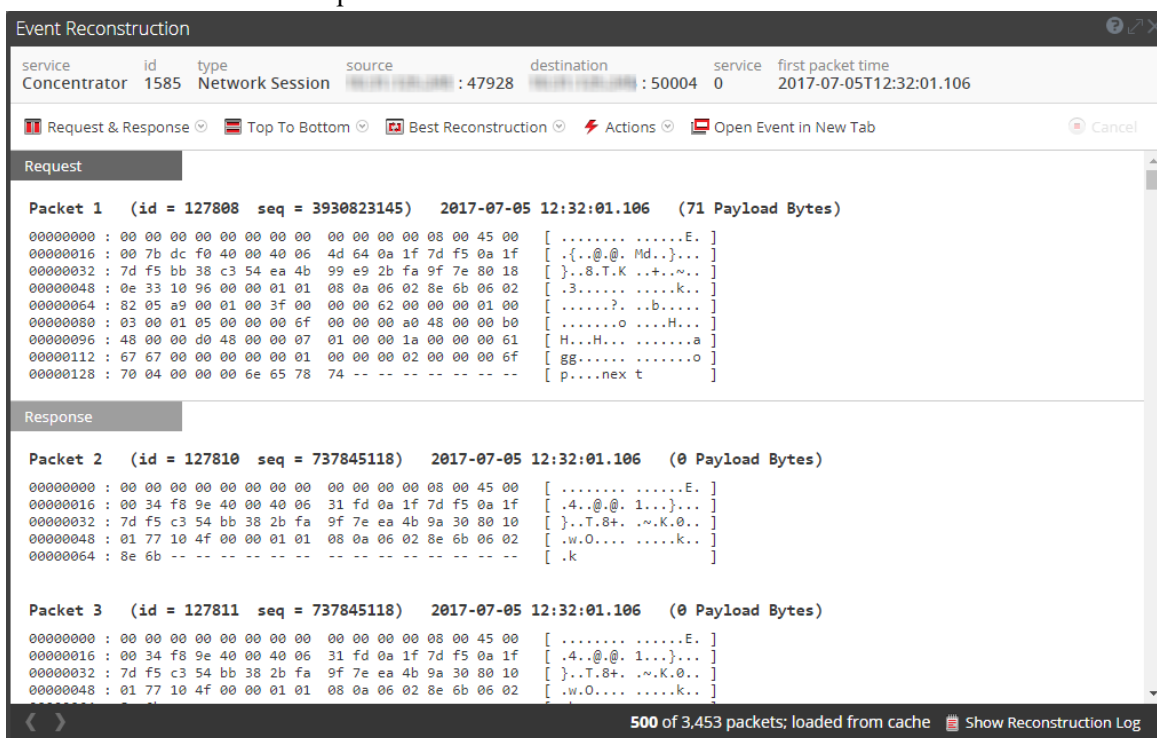 Event Reconstruction
service id type source destination service first packet time
Concentrator 1585 Network Session : 47928 : 50004 0 2017-07-05T12:32:01.106
Request & Response Top To Bottom Best Reconstruction Actions Open Event in New Tab Cancel
Request
Packet 1 (id = 127808 seq = 3930823145) 2017-07-05 12:32:01.106 (71 Payload Bytes)
00000000 : 00 00 00 00 00 00 00 00 00 00 00 00 08 00 45 00 [ ........ ......E. ]
00000016 : 00 7b dc f0 40 00 40 06 4d 64 0a 1f 7d f5 0a 1f [ .{..@.@. Md..}... ]
00000032 : 7d f5 bb 38 c3 54 ea 4b 99 e9 2b fa 9f 7e 80 18 [ }..8.T.K ..+..~.. ]
00000048 : 0e 33 10 96 00 00 01 01 08 0a 06 02 8e 6b 06 02 [ .3...... .....k.. ]
00000064 : 82 05 a9 00 01 00 3f 00 00 00 62 00 00 00 01 00 [ ......?. ..b..... ]
00000080 : 03 00 01 05 00 00 00 6f 00 00 00 a0 48 00 00 b0 [ .......o ....H... ]
00000096 : 48 00 00 d0 48 00 00 07 01 00 00 1a 00 00 00 61 [ H...H... .......a ]
00000112 : 67 67 00 00 00 00 00 01 00 00 00 02 00 00 00 6f [ gg...... .......o ]
00000128 : 70 04 00 00 00 6e 65 78 74 -- -- -- -- -- -- -- [ p....nex t ]
Response
Packet 2 (id = 127810 seq = 737845118) 2017-07-05 12:32:01.106 (0 Payload Bytes)
00000000 : 00 00 00 00 00 00 00 00 00 00 00 00 08 00 45 00 [ ........ ......E. ]
00000016 : 00 34 f8 9e 40 00 40 06 31 fd 0a 1f 7d f5 0a 1f [ .4..@.@. 1...}... ]
00000032 : 7d f5 c3 54 bb 38 2b fa 9f 7e ea 4b 9a 30 80 10 [ }..T.8+. .~.K.0.. ]
00000048 : 01 77 10 4f 00 00 01 01 08 0a 06 02 8e 6b 06 02 [ .w.O.... .....k.. ]
00000064 : 8e 6b -- -- -- -- -- -- -- -- -- -- -- -- -- -- [ .k ]
Packet 3 (id = 127811 seq = 737845118) 2017-07-05 12:32:01.106 (0 Payload Bytes)
00000000 : 00 00 00 00 00 00 00 00 00 00 00 00 08 00 45 00 [ ........ ......E. ]
00000016 : 00 34 f8 9e 40 00 40 06 31 fd 0a 1f 7d f5 0a 1f [ .4..@.@. 1...}... ]
00000032 : 7d f5 c3 54 bb 38 2b fa 9f 7e ea 4b 9a 30 80 10 [ }..T.8+. .~.K.0.. ]
00000048 : 01 77 10 4f 00 00 01 01 08 0a 06 02 8e 6b 06 02 [ .w.O.... .....k.. ]
500 of 3,453 packets; loaded from cache Show Reconstruction Log